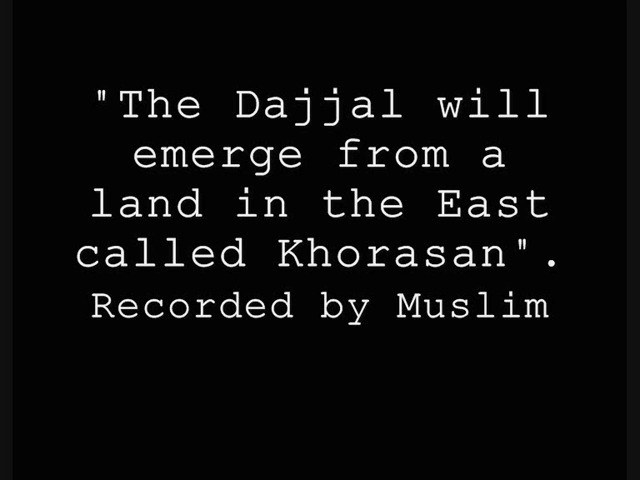 "The Dajjal will
emerge from a
land in the East
called Khorasan".
Recorded by Muslim